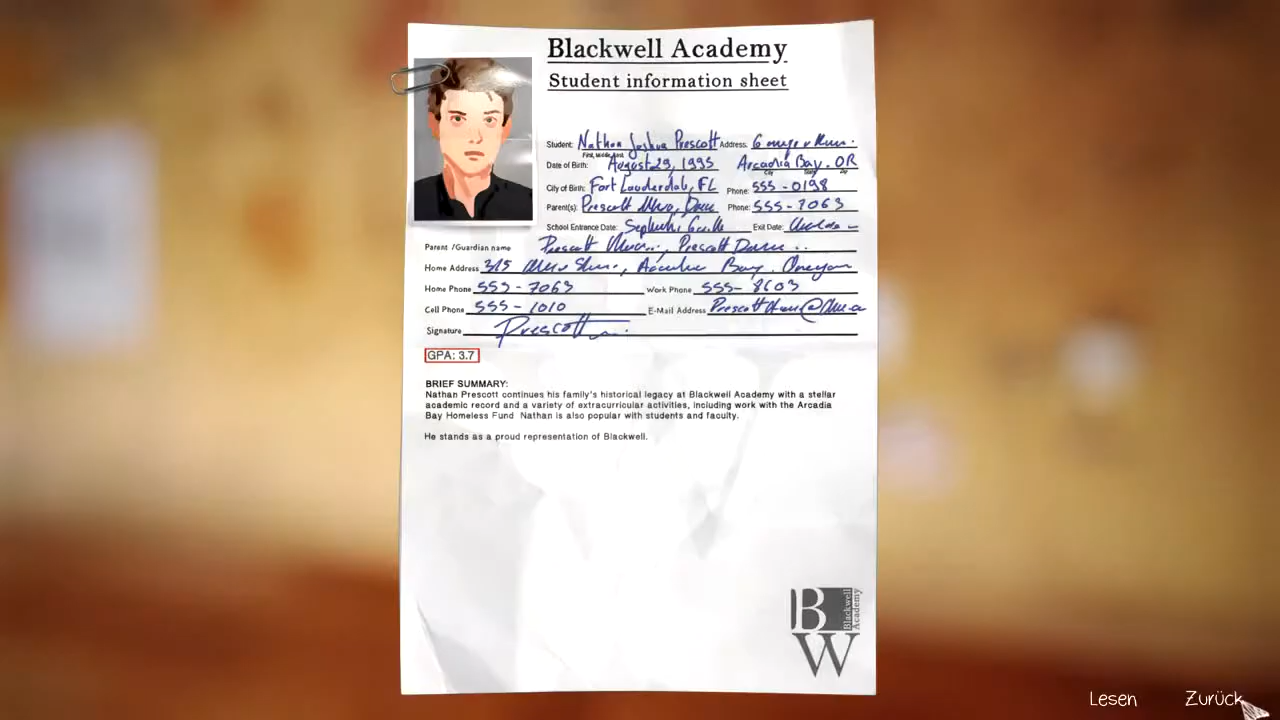 Blackwell Academy
Student information sheet
Student: Nathan Joshua Prescott Address:
First, Middle, Last
Date of Birth: August 29, 1995 Arcadia Bay. OR
City State Zip
City of Birth: Fort Lauderdale, FL Phone: 555-0198
Parent(s): Prescott Phone: 555-7063
School Entrance Date: Exit Date:
Parent /Guardian name Prescott Prescott
Home Address 315 Bay,
Home Phone 555-7063 Work Phone 555-8603
Cell Phone 555-1010 E-Mail Address
Signature Prescott
GPA: 3.7
BRIEF SUMMARY:
Nathan Prescott continues his family's historical legacy at Blackwell Academy with a stellar
academic record and a variety of extracurricular activities, including work with the Arcadia
Bay Homeless Fund Nathan is also popular with students and faculty.
He stands as a proud representation of Blackwell.
B
W
Blackwell
Academy
Lesen Zurück